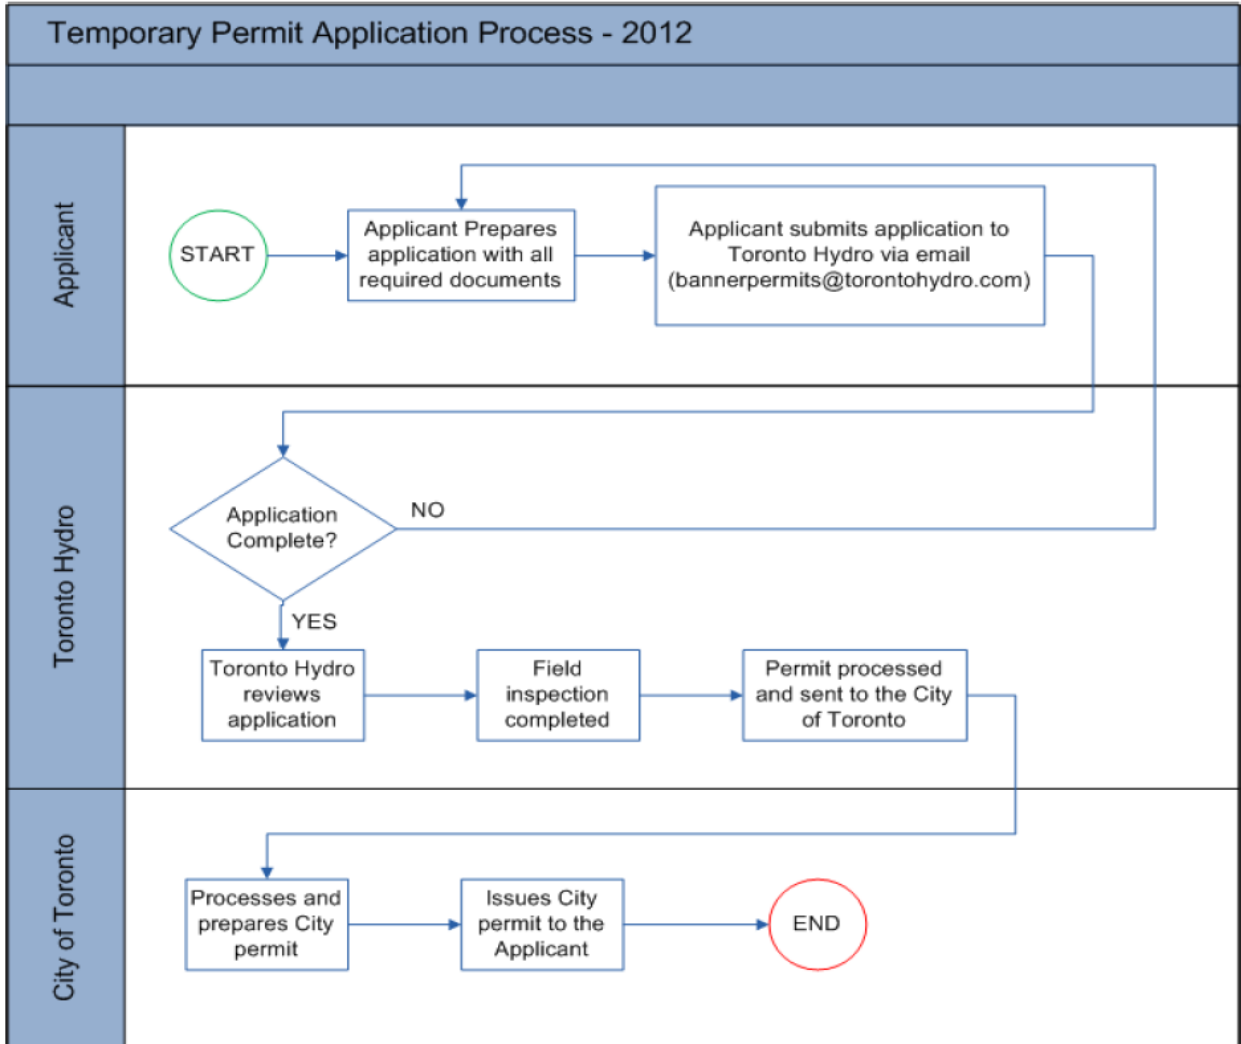 Temporary Permit Application Process - 2012
Applicant
START
Applicant Prepares
application with all
required documents
Applicant submits application to
Toronto Hydro via email
(bannerpermits@torontohydro.com)
Toronto Hydro
Application
Complete?
NO
YES
Toronto Hydro
reviews
application
Field
inspection
completed
Permit processed
and sent to the City
of Toronto
City of Toronto
Processes and
prepares City
permit
Issues City
permit to the
Applicant
END